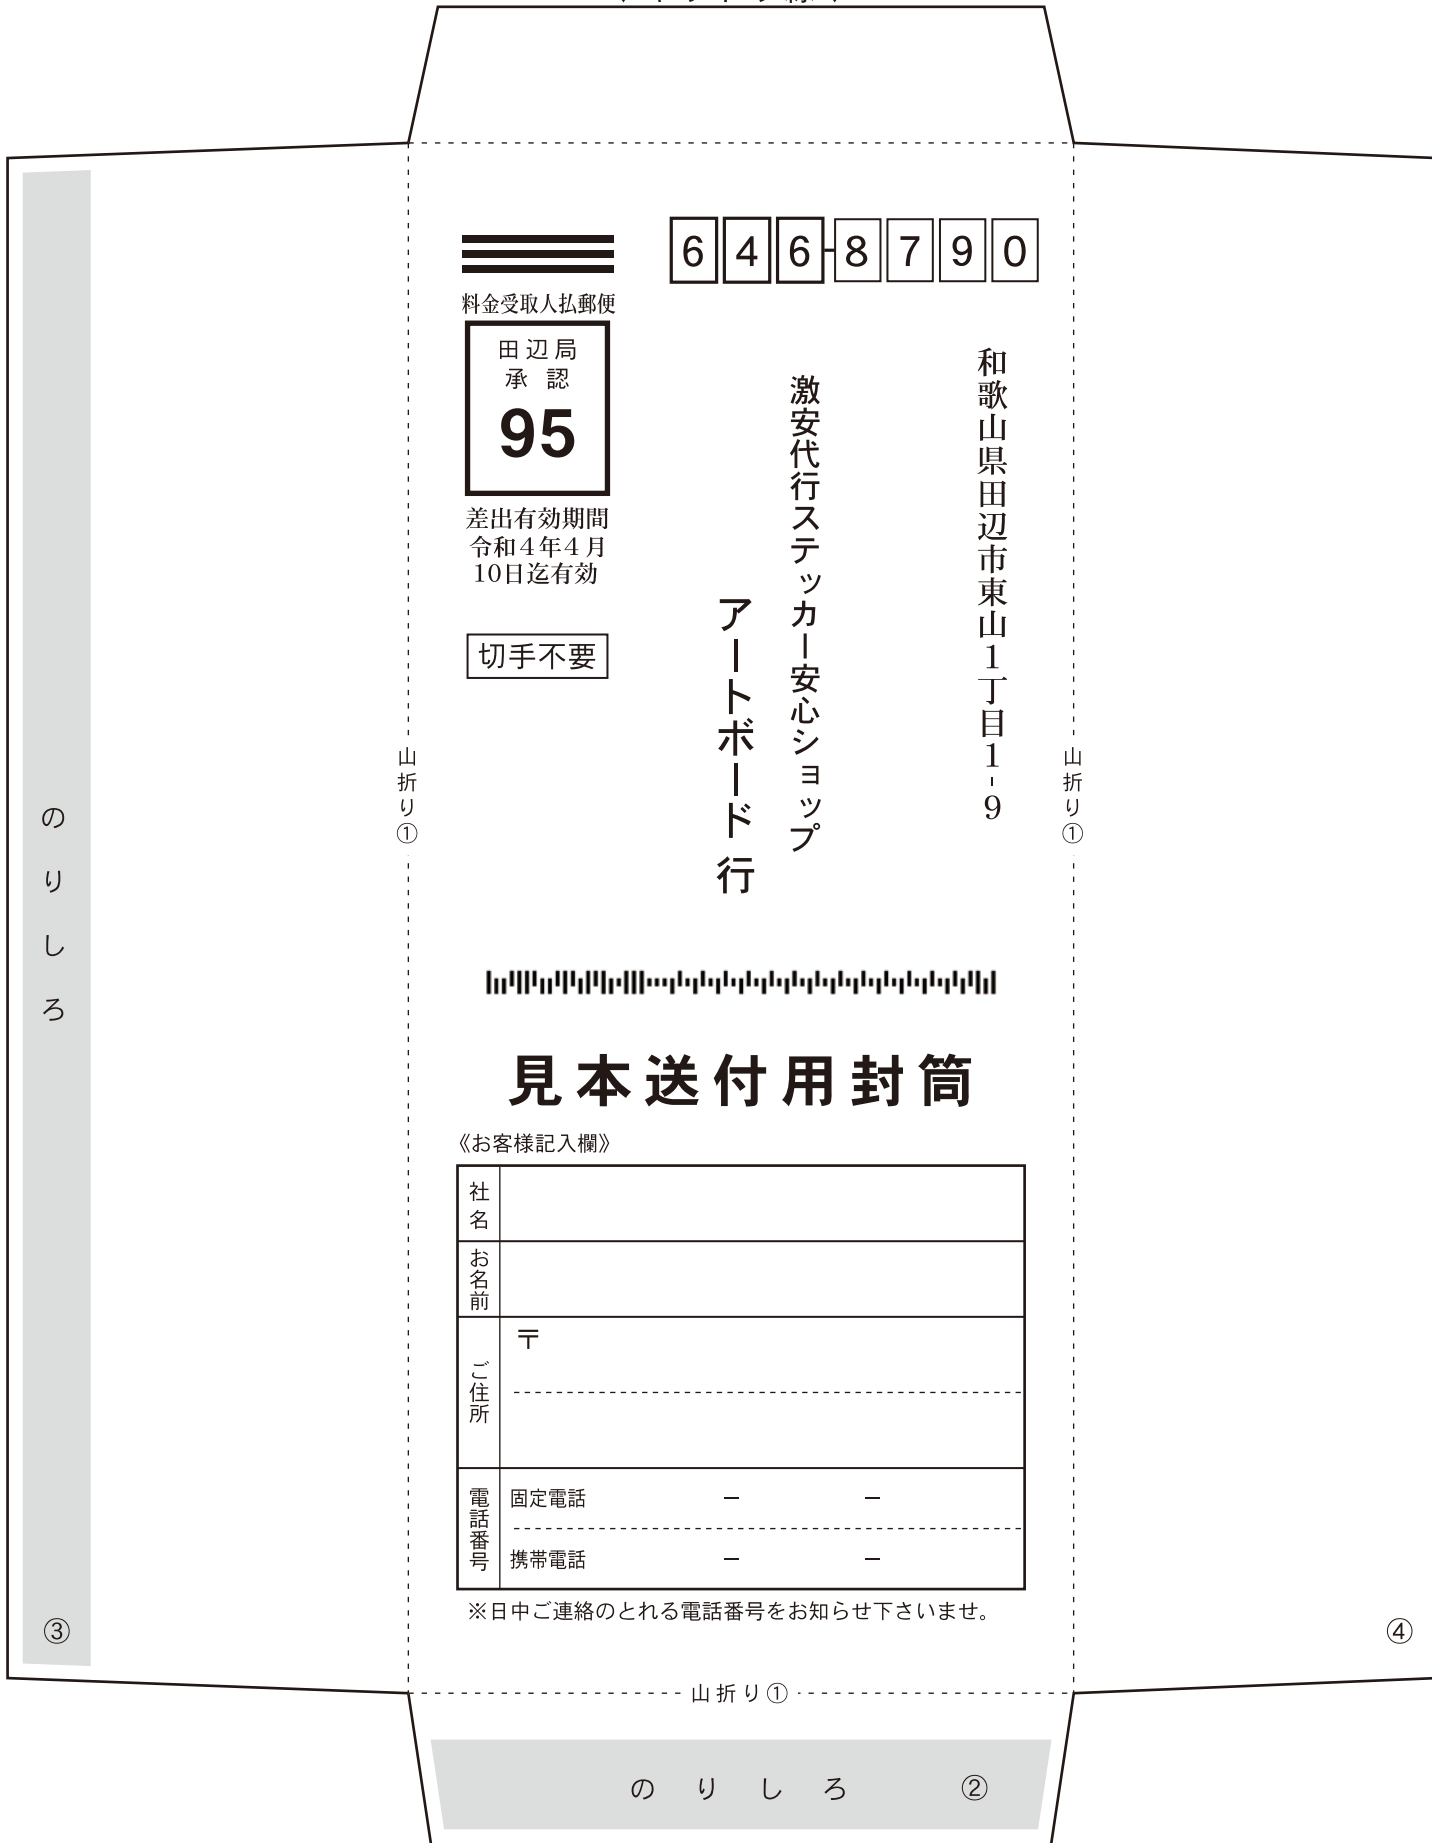 646-8790
料金受取人払郵便
田辺局
承 認
95
差出有効期間
令和4年4月
10日迄有効
切手不要
和歌山県田辺市東山1丁目1-9
激安代行ステッカー安心ショップ
アートボード 行
山折り①
山折り①
のりしろ
③
見本送付用封筒
《お客様記入欄》
社名
お名前
ご住所
〒
電話番号
固定電話 － －
携帯電話 － －
※日中ご連絡のとれる電話番号をお知らせ下さいませ。
④
山折り①
のりしろ ②